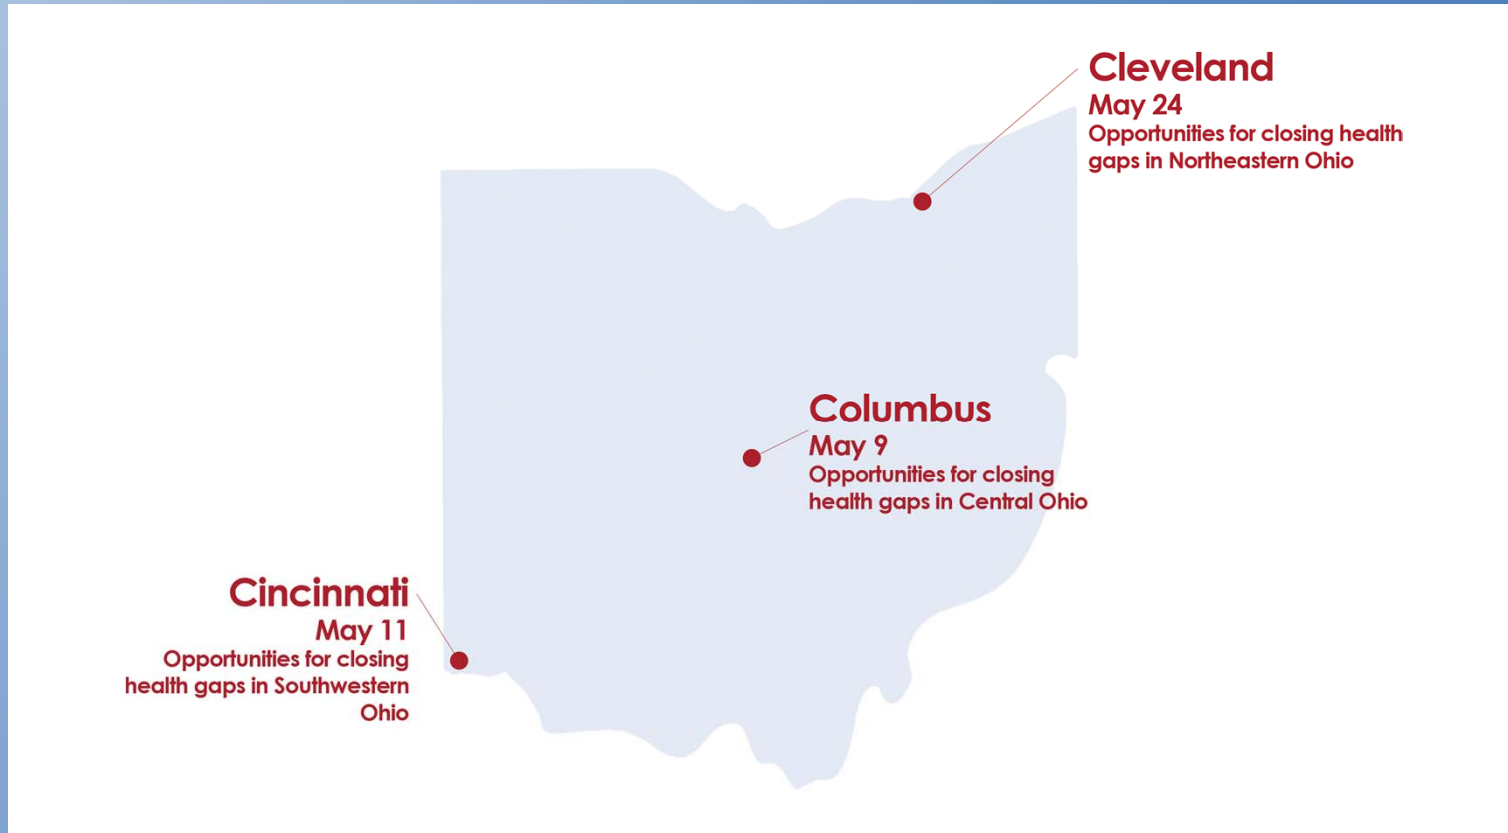 Cleveland
May 24
Opportunities for closing health
gaps in Northeastern Ohio
Columbus
May 9
Opportunities for closing
health gaps in Central Ohio
Cincinnati
May 11
Opportunities for closing
health gaps in Southwestern
Ohio